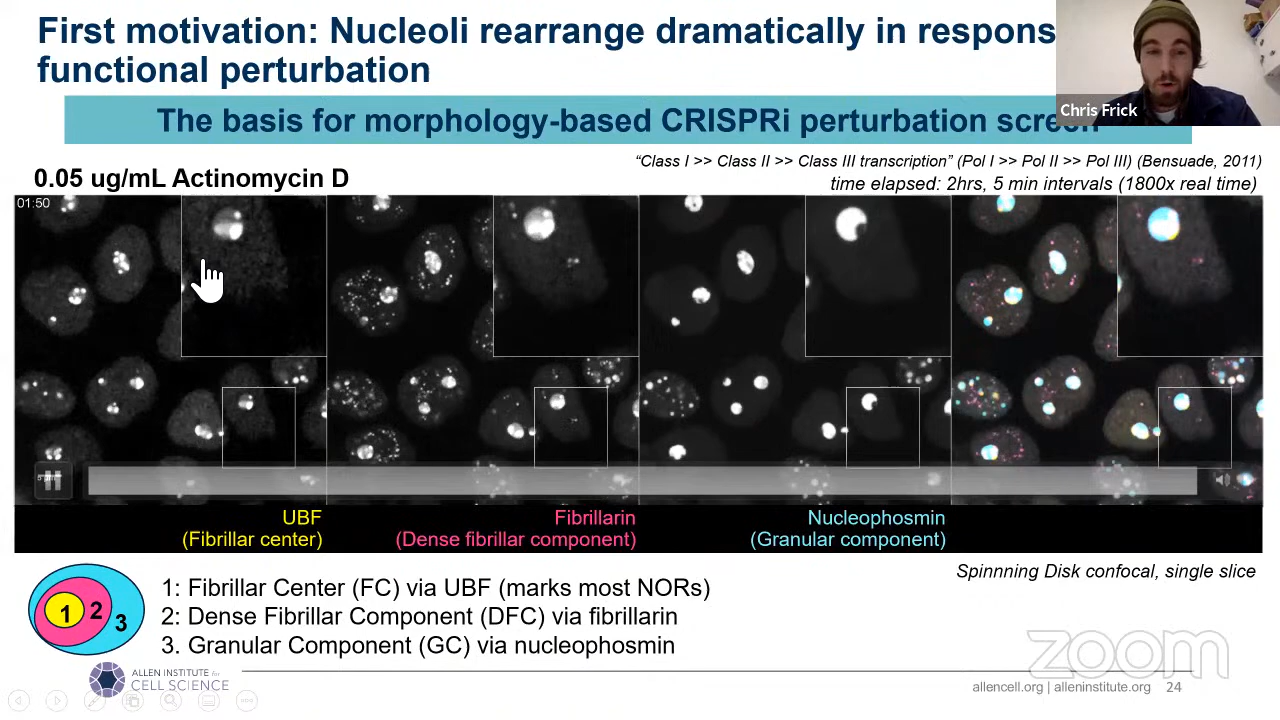 First motivation: Nucleoli rearrange dramatically in respons
functional perturbation
Chris Frick
The basis for morphology-based CRISPRi perturbation screen
“Class I >> Class II >> Class III transcription” (Pol I >> Pol II >> Pol III) (Bensuade, 2011)
0.05 ug/mL Actinomycin D
time elapsed: 2hrs, 5 min intervals (1800x real time)
01:50
UBF
(Fibrillar center)
Fibrillarin
(Dense fibrillar component)
Nucleophosmin
(Granular component)
Spinnning Disk confocal, single slice
1 2 3
1: Fibrillar Center (FC) via UBF (marks most NORs)
2: Dense Fibrillar Component (DFC) via fibrillarin
3. Granular Component (GC) via nucleophosmin
zoom
ALLEN INSTITUTE for
CELL SCIENCE
allencell.org | alleninstitute.org 24